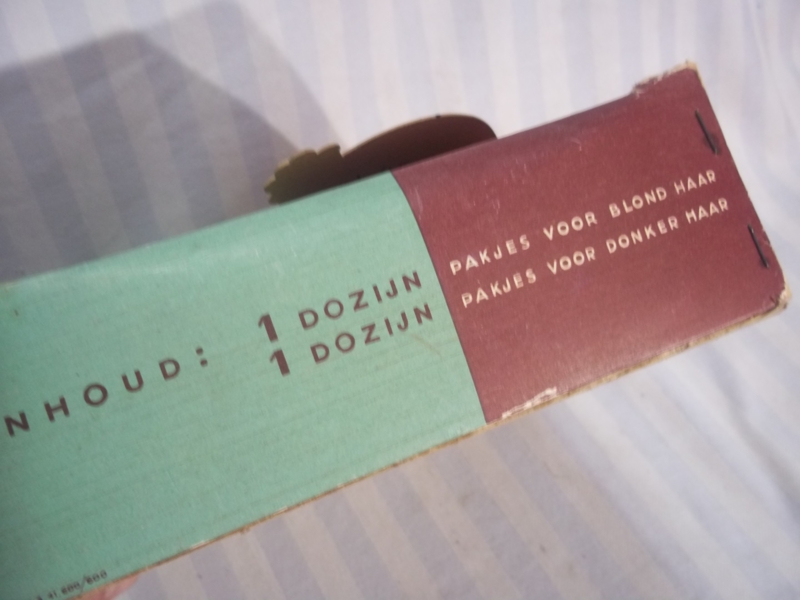 NHOUD: 1 DOZIJN PAKJES VOOR BLOND HAAR
1 DOZIJN PAKJES VOOR DONKER HAAR